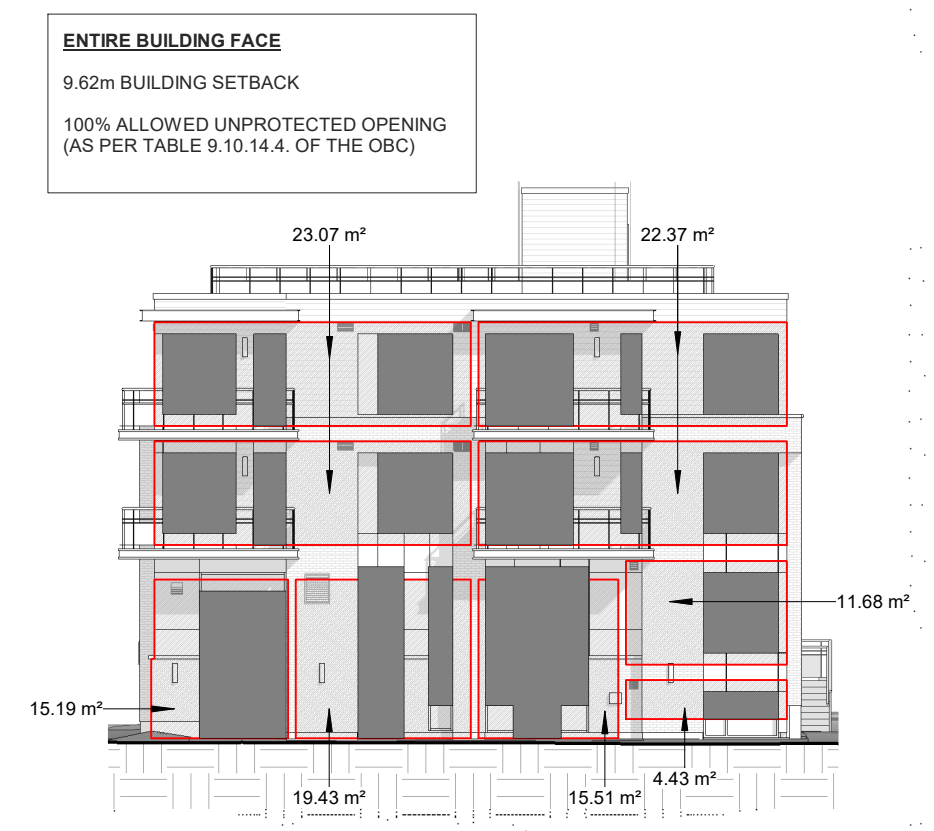 ENTIRE BUILDING FACE
9.62m BUILDING SETBACK
100% ALLOWED UNPROTECTED OPENING
(AS PER TABLE 9.10.14.4. OF THE OBC)
23.07 m²
22.37 m²
11.68 m²
15.19 m²
4.43 m²
19.43 m²
15.51 m²